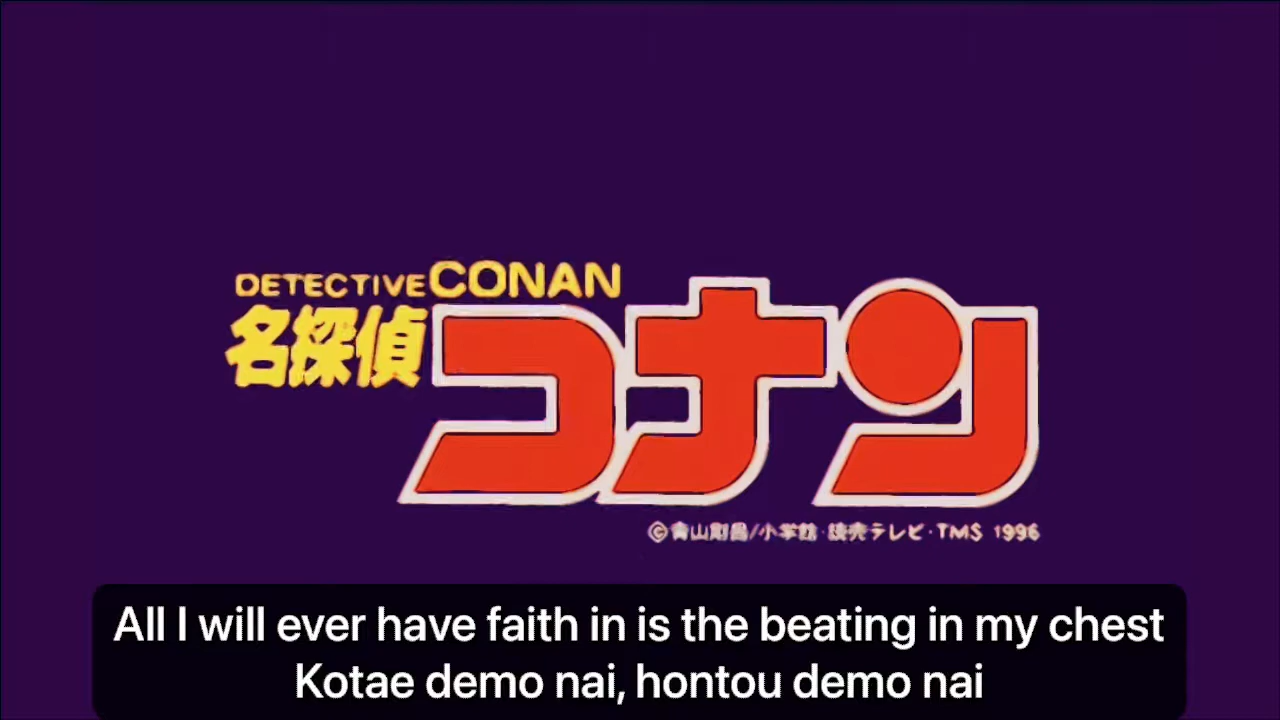 DETECTIVE CONAN
名探偵コナン
©青山剛昌/小学館・読売テレビ・TMS 1996
All I will ever have faith in is the beating in my chest
Kotae demo nai, hontou demo nai